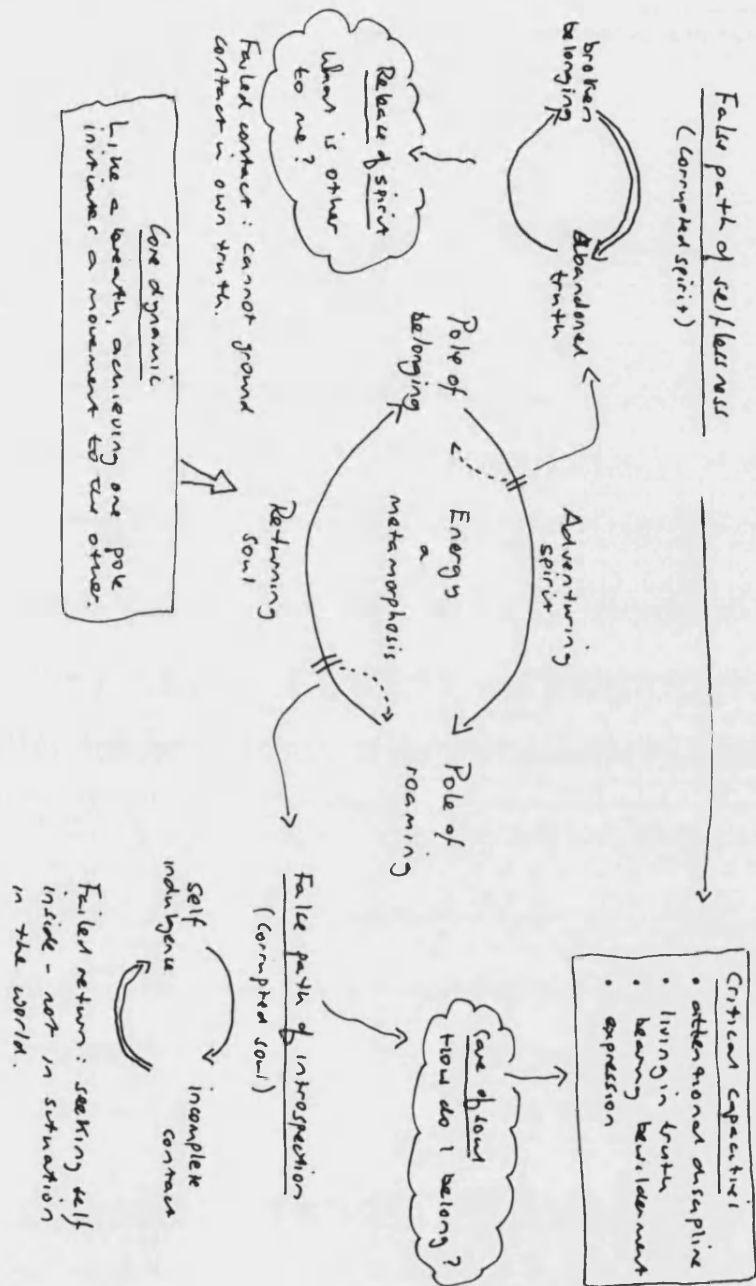 False path of selflessness
(corrupted spirit)
broken
belonging
abandoned
truth
Release of spirit
What is other
to me?
Failed contact: cannot ground
contact in own truth.
Core dynamic
Like a breath, achieving one pole
initiates a movement to the other.
Adventuring
spirit
Pole of
belonging
Energy
a
metamorphosis
Pole of
roaming
Returning
soul
Critical capacities
• attentional discipline
• living in truth
• bearing bewilderment
• expression
Care of soul
How do I belong?
False path of introspection
(corrupted soul)
self
indulgence
incomplete
contact
Failed return: seeking self
inside - not in situation
in the world.